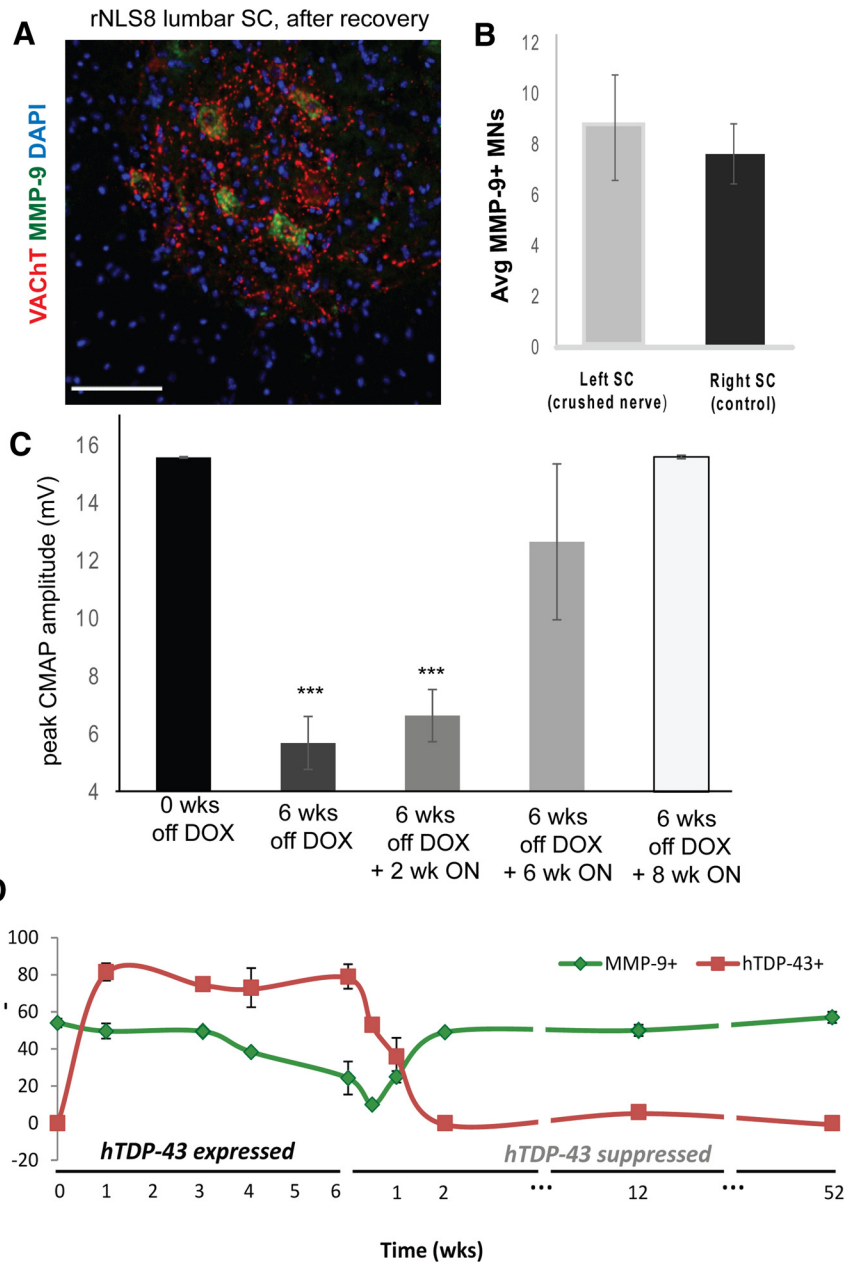 A
rNLS8 lumbar SC, after recovery
VAChT MMP-9 DAPI
B
12
10
8
6
4
2
0
Avg MMP-9+ MNs
Left SC
(crushed nerve)
Right SC
(control)
C
16
14
12
10
8
6
4
peak CMAP amplitude (mV)
***
***
0 wks
off DOX
6 wks
off DOX
6 wks
off DOX
+ 2 wk ON
6 wks
off DOX
+ 6 wk ON
6 wks
off DOX
+ 8 wk ON
100
80
60
40
20
0
-20
MMP-9+
hTDP-43+
hTDP-43 expressed
hTDP-43 suppressed
0 1 2 3 4 5 6 1 2 ... 12 ... 52
Time (wks)